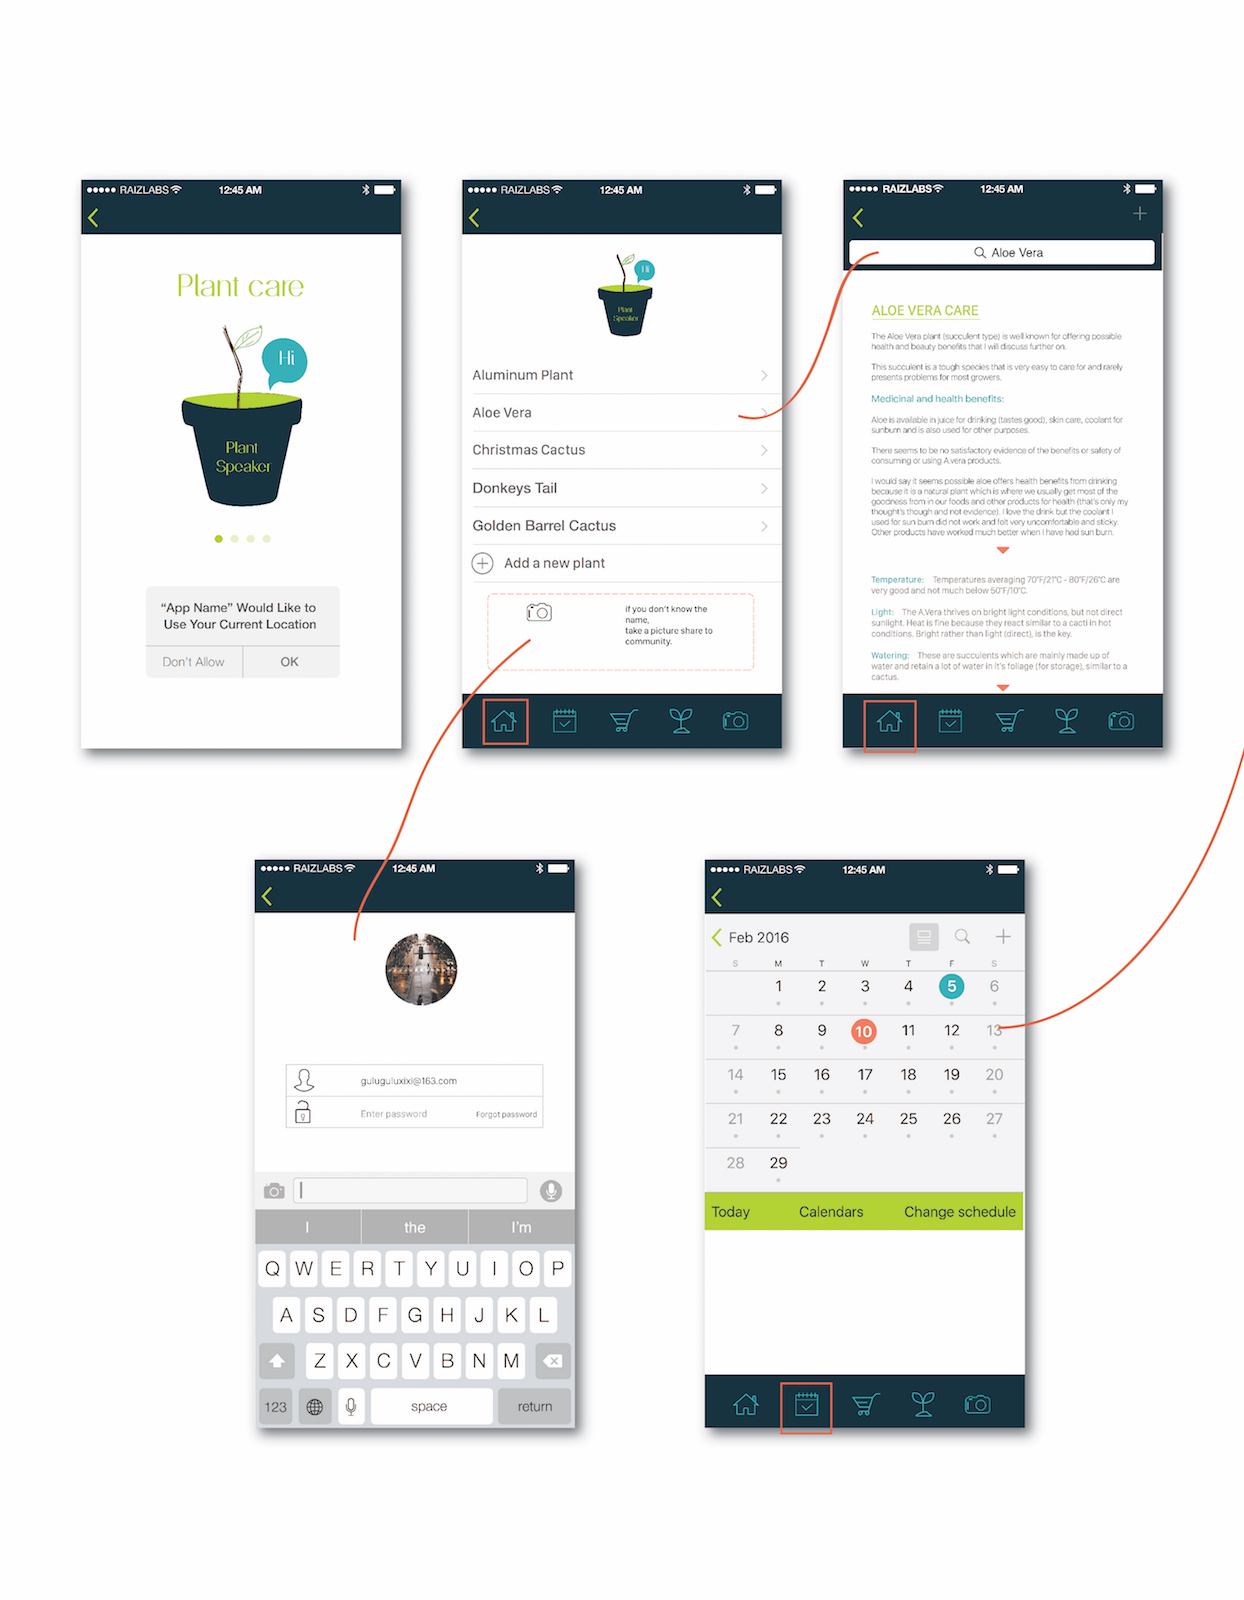 RAIZLABS 12:45 AM
Plant care
Hi
Plant
Speaker
“App Name” Would Like to
Use Your Current Location
Don't Allow OK
RAIZLABS 12:45 AM
Hi
Plant
Speaker
Aluminum Plant
Aloe Vera
Christmas Cactus
Donkeys Tail
Golden Barrel Cactus
Add a new plant
if you don't know the
name,
take a picture share to
community.
RAIZLABS 12:45 AM
Aloe Vera
ALOE VERA CARE
The Aloe Vera plant (succulent type) is well known for offering possible
health and beauty benefits that I will discuss further on.
This succulent is a tough species that is very easy to care for and rarely
presents problems for most growers.
Medicinal and health benefits:
Aloe is available in juice for drinking (tastes good), skin care, coolant for
sunburn and is also used for other purposes.
There seems to be no satisfactory evidence of the benefits or safety of
consuming or using A.vera products.
I would say it seems possible aloe offers health benefits from drinking
because it is a natural plant which is where we usually get most of the
goodness from in our foods and other products for health (that's only my
thought's though and not evidence). I love the drink but the coolant I
used for sun burn did not work and felt very uncomfortable and sticky.
Other products have worked much better when I have had sun burn.
Temperature: Temperatures averaging 70°F/21°C - 80°F/26°C are
very good and not much below 50°F/10°C.
Light: The A.Vera thrives on bright light conditions, but not direct
sunlight. Heat is fine because they react similar to a cacti in hot
conditions. Bright rather than light (direct), is the key.
Watering: These are succulents which are mainly made up of
water and retain a lot of water in it's foliage (for storage), similar to a
cactus.
RAIZLABS 12:45 AM
guluguluxixi@163.com
Enter password Forgot password
I the I'm
Q W E R T Y U I O P
A S D F G H J K L
Z X C V B N M
123 space return
RAIZLABS 12:45 AM
Feb 2016
S M T W T F S
1 2 3 4 5 6
7 8 9 10 11 12 13
14 15 16 17 18 19 20
21 22 23 24 25 26 27
28 29
Today Calendars Change schedule